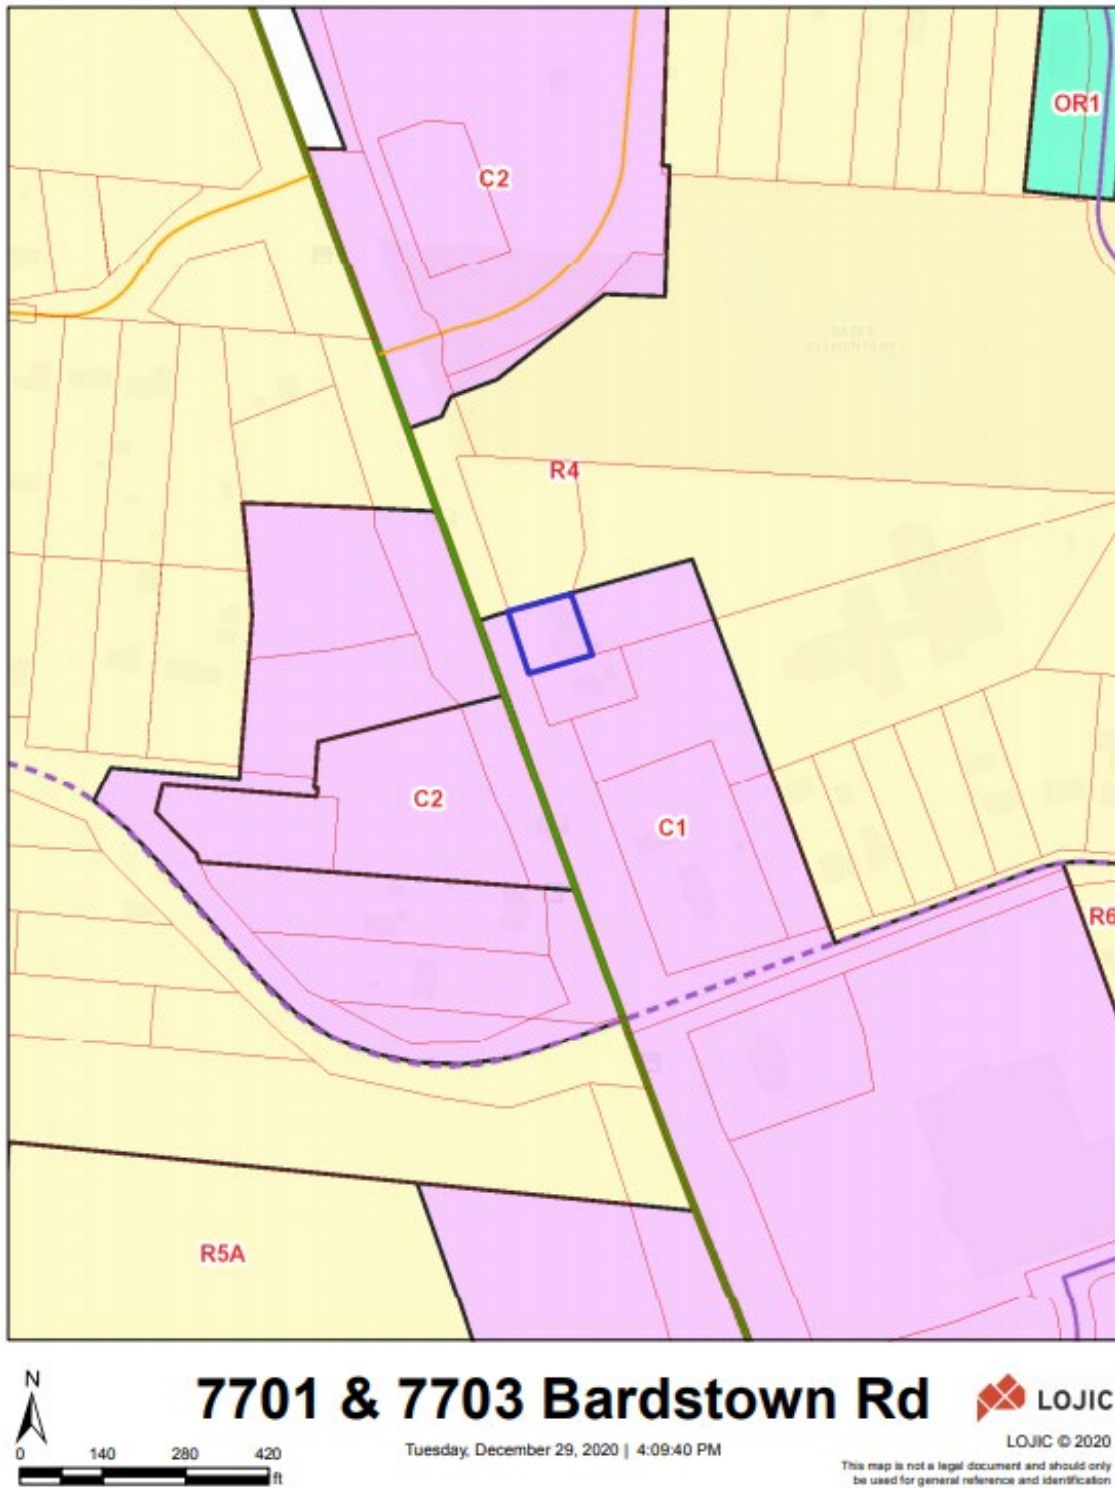 OR1
C2
BATES
ELEMENTARY
R4
C2
C1
R6
R5A
N
7701 & 7703 Bardstown Rd
LOJIC
0 140 280 420
ft
Tuesday, December 29, 2020 | 4:09:40 PM
LOJIC © 2020
This map is not a legal document and should only
be used for general reference and identification